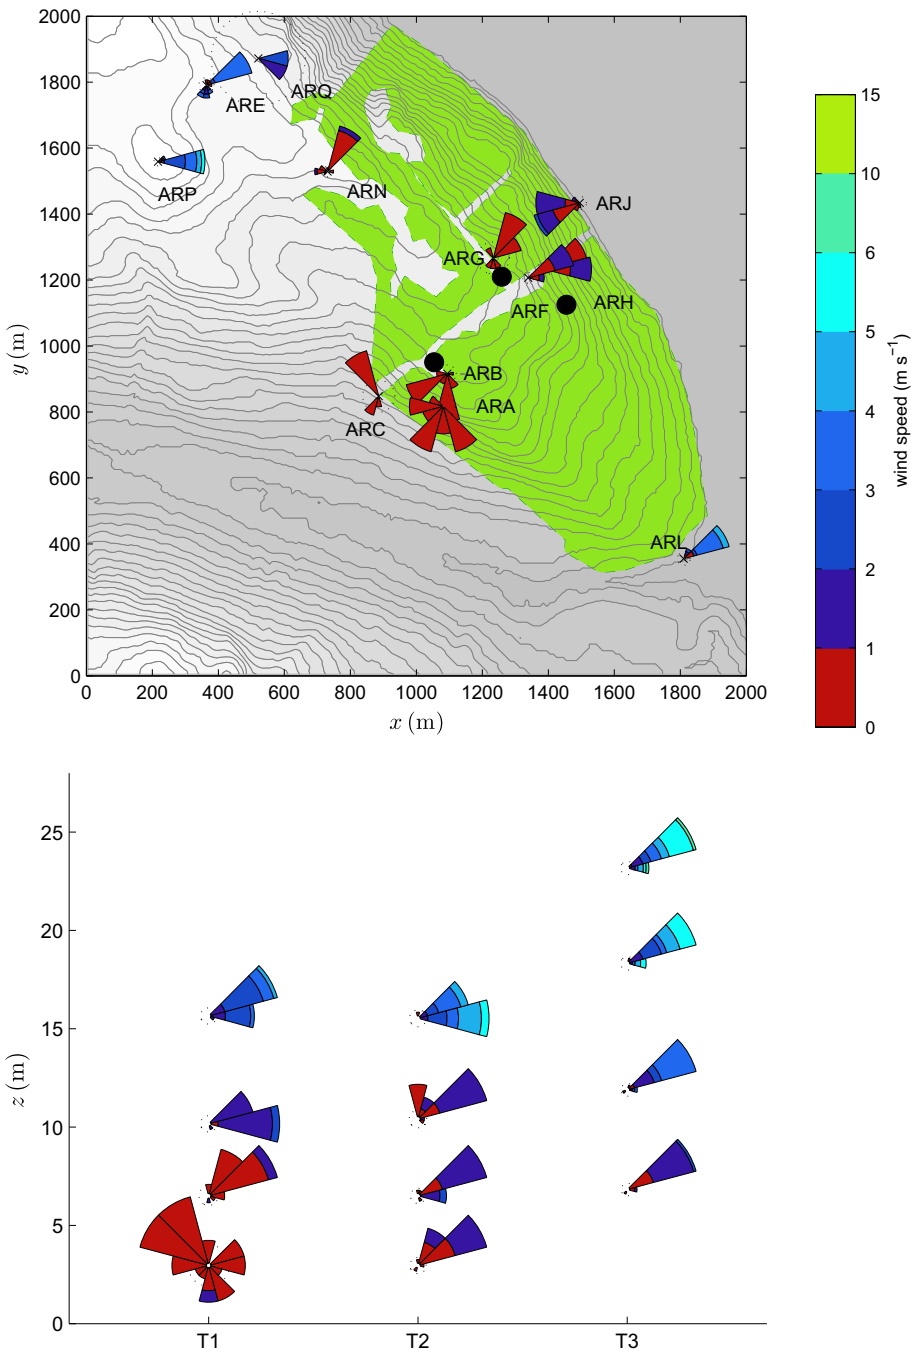 2000
1800
1600
1400
1200
1000
800
600
400
200
0
y (m)
ARE
ARQ
ARP
ARN
ARJ
ARG
ARF
ARH
ARB
ARA
ARC
ARL
0 200 400 600 800 1000 1200 1400 1600 1800 2000
x (m)
15
10
6
5
4
3
2
1
0
wind speed (m s⁻¹)
25
20
15
10
5
0
z (m)
T1 T2 T3